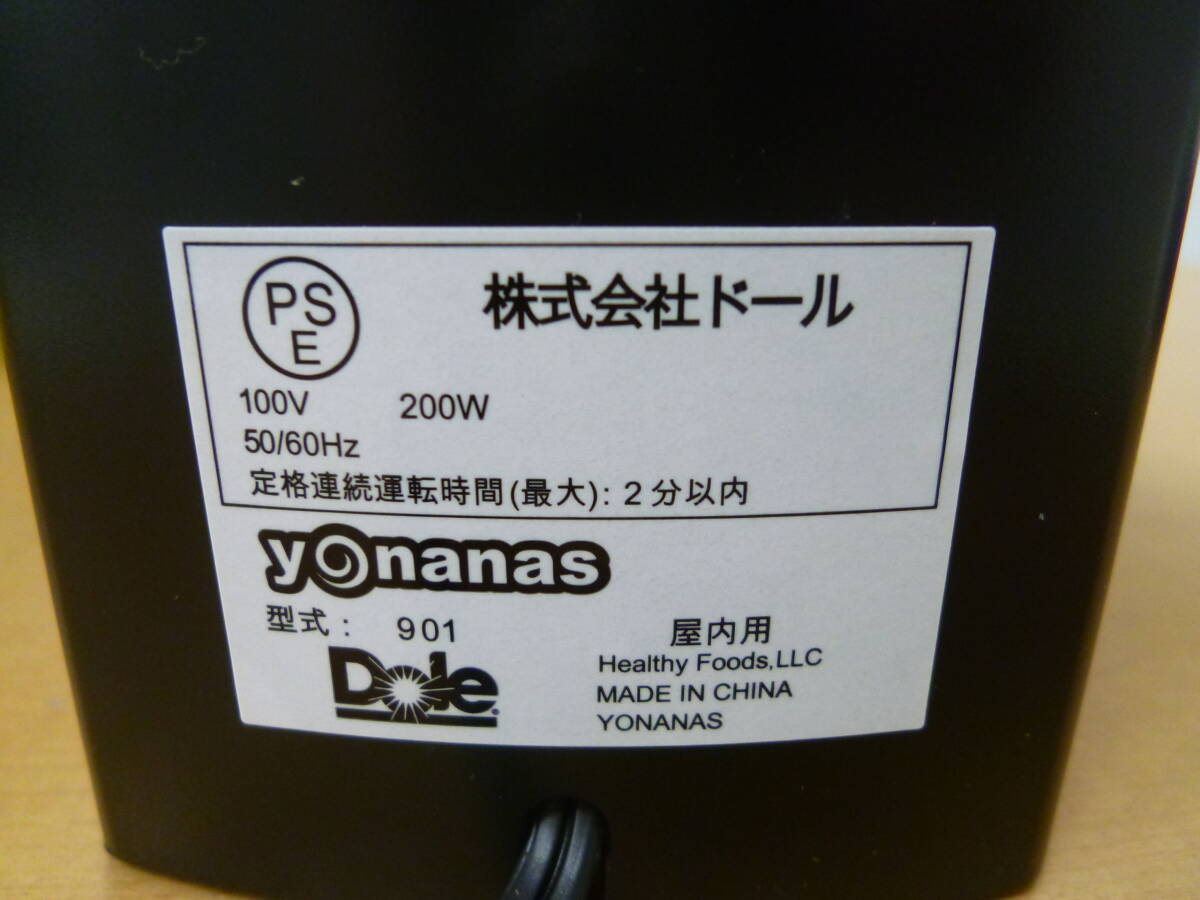 PS
E
株式会社ドール
100V 200W
50/60Hz
定格連続運転時間(最大): 2分以内
yonanas
型式: 901
屋内用
Dole
Healthy Foods,LLC
MADE IN CHINA
YONANAS